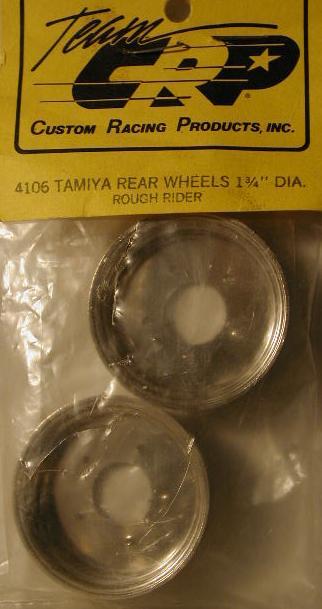 Team
CRP
CUSTOM RACING PRODUCTS, INC.
4106 TAMIYA REAR WHEELS 1¾" DIA.
ROUGH RIDER